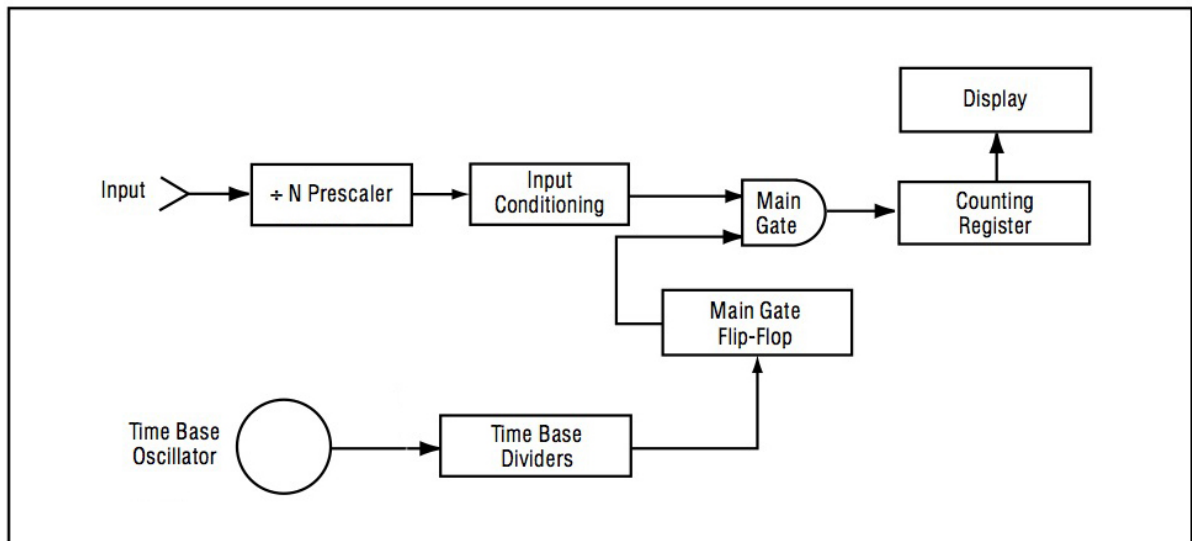 Display
Input
÷ N Prescaler
Input
Conditioning
Main
Gate
Counting
Register
Main Gate
Flip-Flop
Time Base
Oscillator
Time Base
Dividers